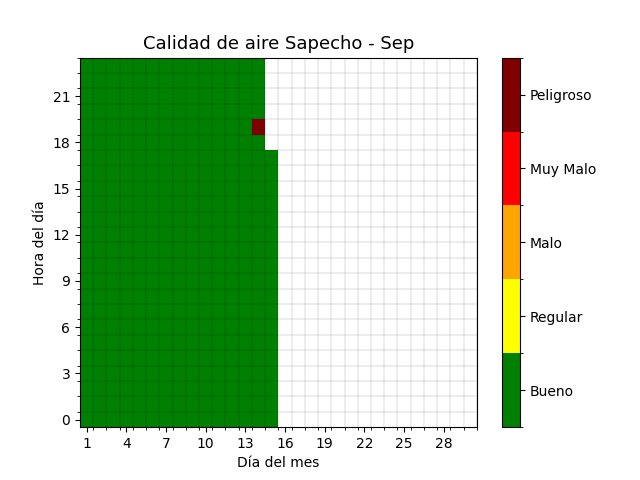 Calidad de aire Sapecho - Sep
Hora del día
21
18
15
12
9
6
3
0
1 4 7 10 13 16 19 22 25 28
Día del mes
Peligroso
Muy Malo
Malo
Regular
Bueno